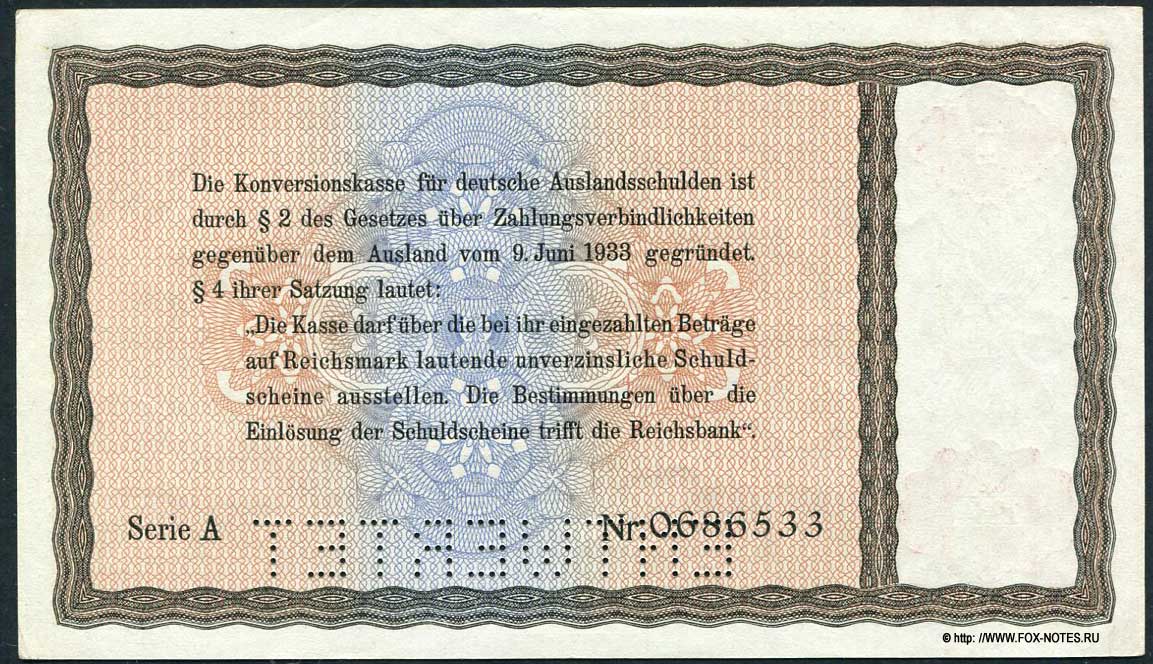 Die Konversionskasse für deutsche Auslandsschulden ist
durch § 2 des Gesetzes über Zahlungsverbindlichkeiten
gegenüber dem Ausland vom 9. Juni 1933 gegründet.
§ 4 ihrer Satzung lautet:
„Die Kasse darf über die bei ihr eingezahlten Beträge
auf Reichsmark lautende unverzinsliche Schuld-
scheine ausstellen. Die Bestimmungen über die
Einlösung der Schuldscheine trifft die Reichsbank“.
Serie A Nr. 0686533
ENTWERTET
© http: //WWW.FOX-NOTES.RU